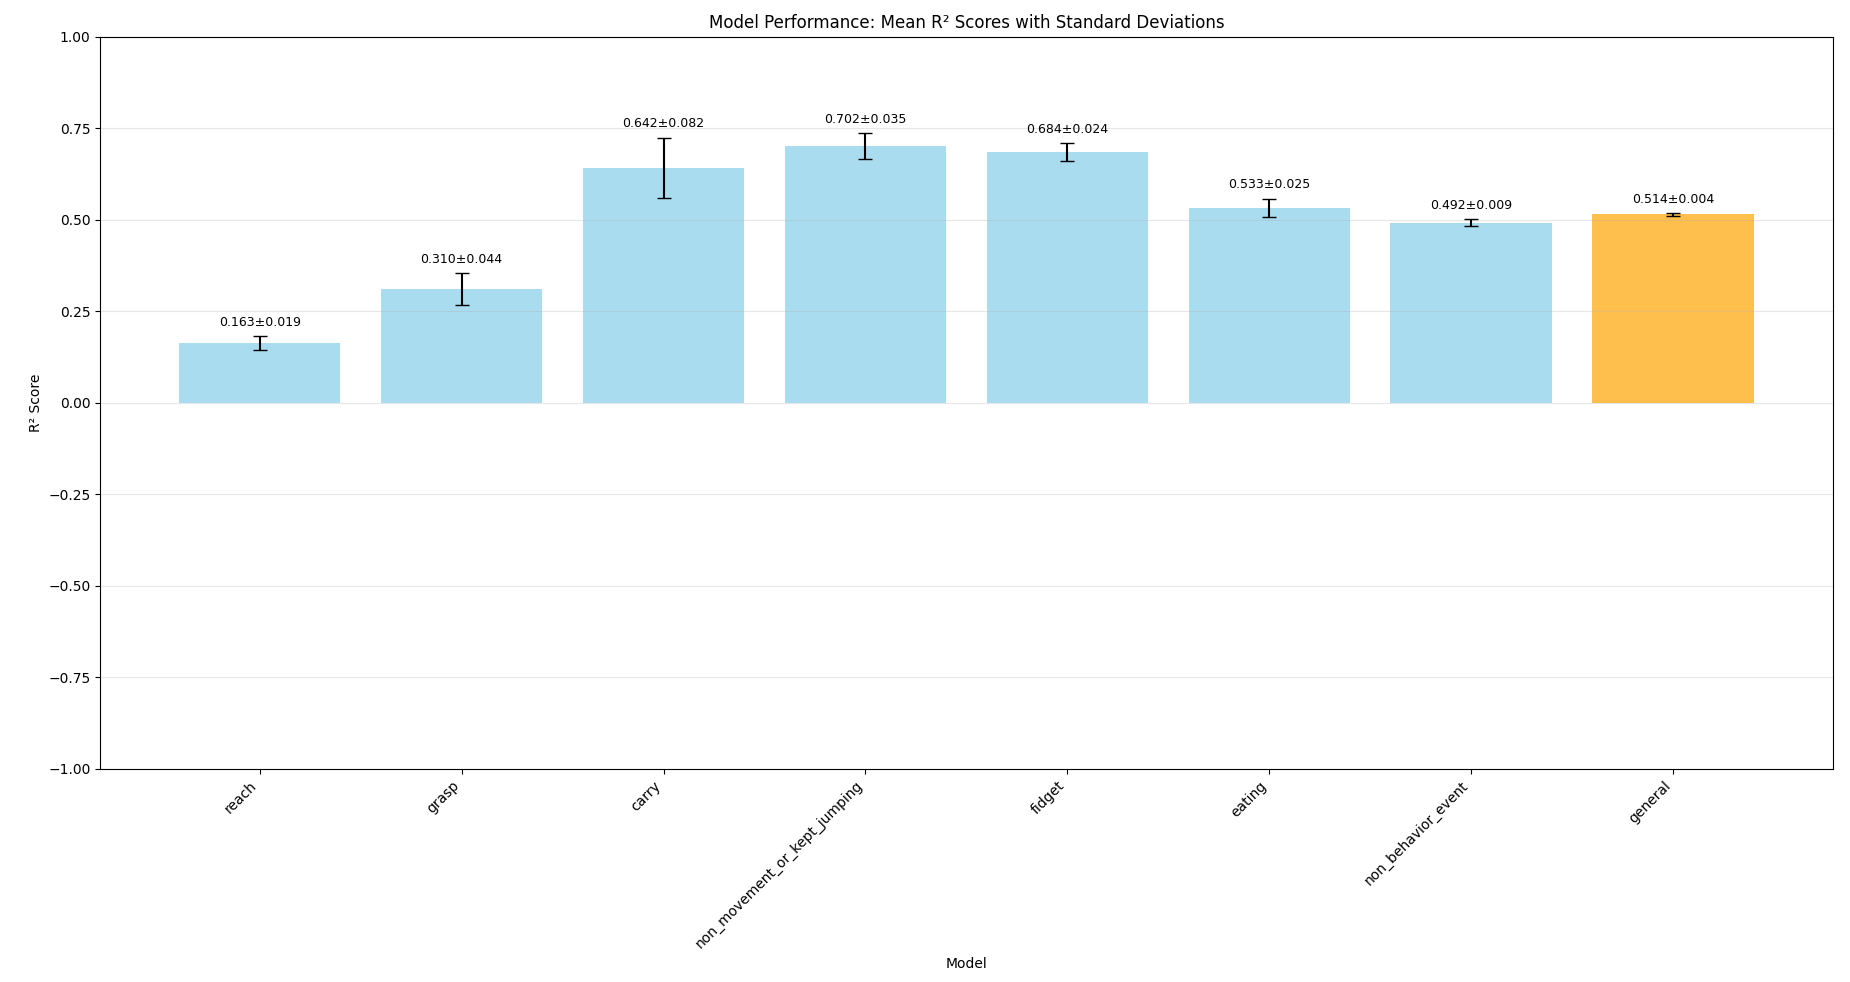 Model Performance: Mean R² Scores with Standard Deviations
1.00
0.75
0.50
0.25
0.00
−0.25
−0.50
−0.75
−1.00
R² Score
0.163±0.019
0.310±0.044
0.642±0.082
0.702±0.035
0.684±0.024
0.533±0.025
0.492±0.009
0.514±0.004
reach
grasp
carry
non_movement_or_kept_jumping
fidget
eating
non_behavior_event
general
Model